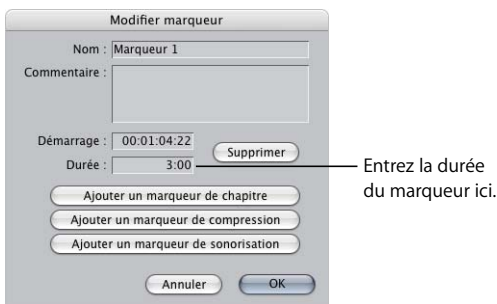 Modifier marqueur
Nom : Marqueur 1
Commentaire :
Démarrage : 00:01:04:22
Supprimer
Durée : 3:00
Entrez la durée
du marqueur ici.
Ajouter un marqueur de chapitre
Ajouter un marqueur de compression
Ajouter un marqueur de sonorisation
Annuler OK